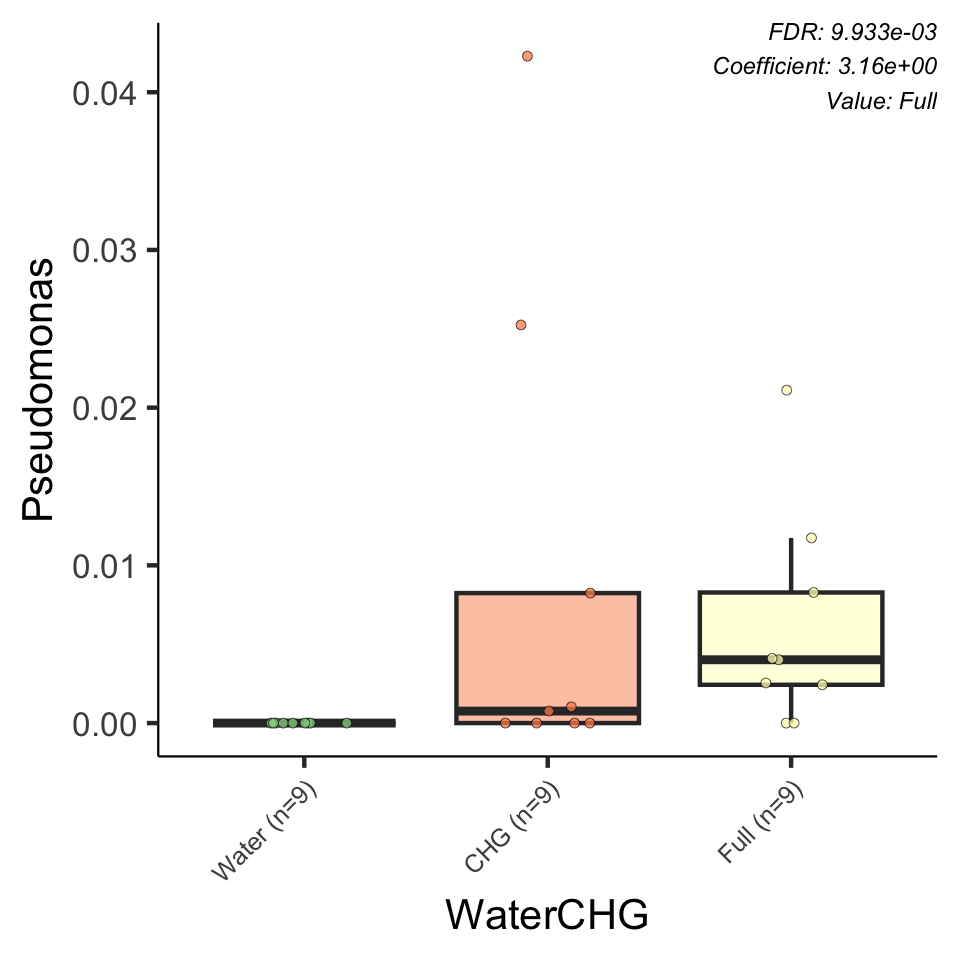 FDR: 9.933e-03
Coefficient: 3.16e+00
Value: Full
Pseudomonas
0.04
0.03
0.02
0.01
0.00
Water (n=9)
CHG (n=9)
Full (n=9)
WaterCHG